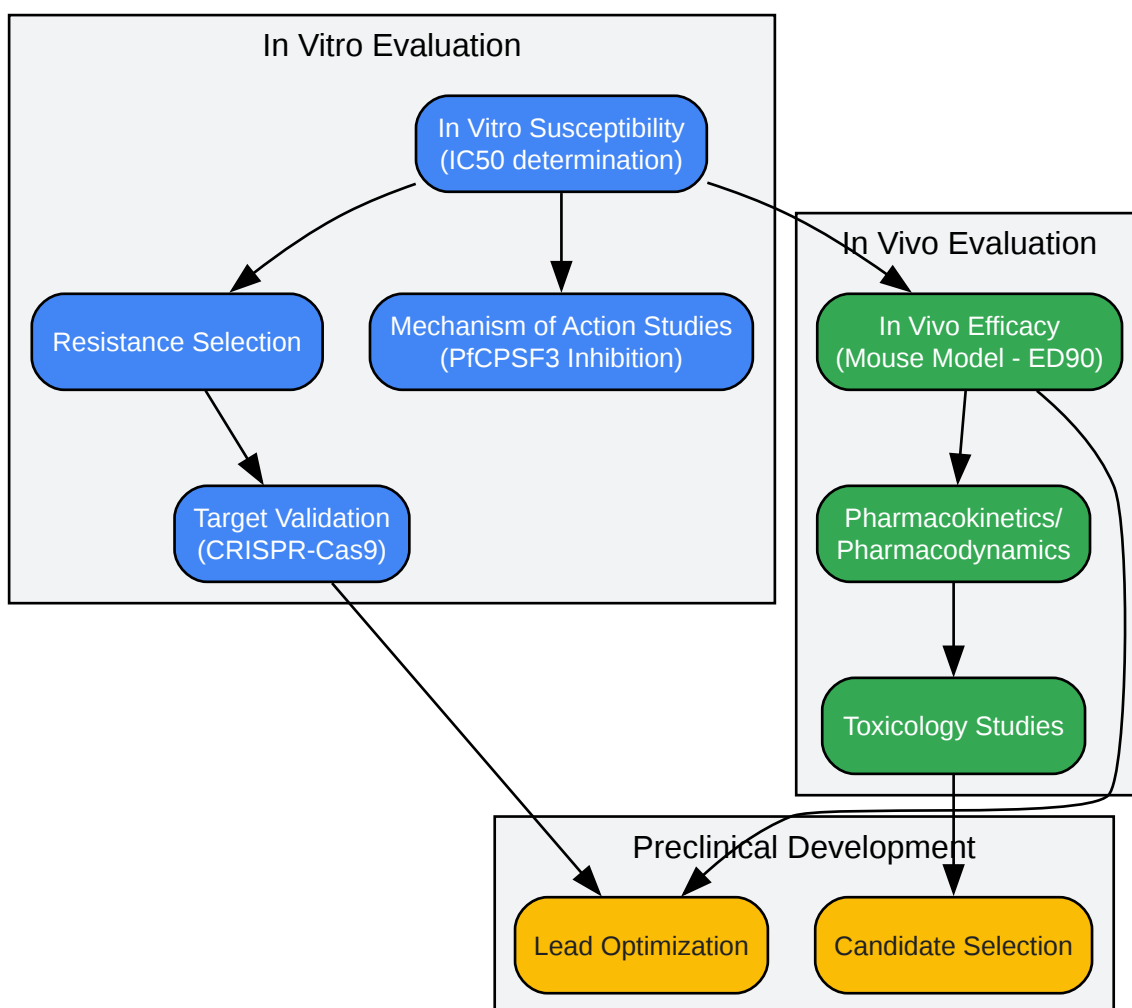 In Vitro Evaluation
In Vitro Susceptibility
(IC50 determination)
In Vivo Evaluation
Resistance Selection
Mechanism of Action Studies
(PfCPSF3 Inhibition)
In Vivo Efficacy
(Mouse Model - ED90)
Target Validation
(CRISPR-Cas9)
Pharmacokinetics/
Pharmacodynamics
Toxicology Studies
Preclinical Development
Lead Optimization
Candidate Selection